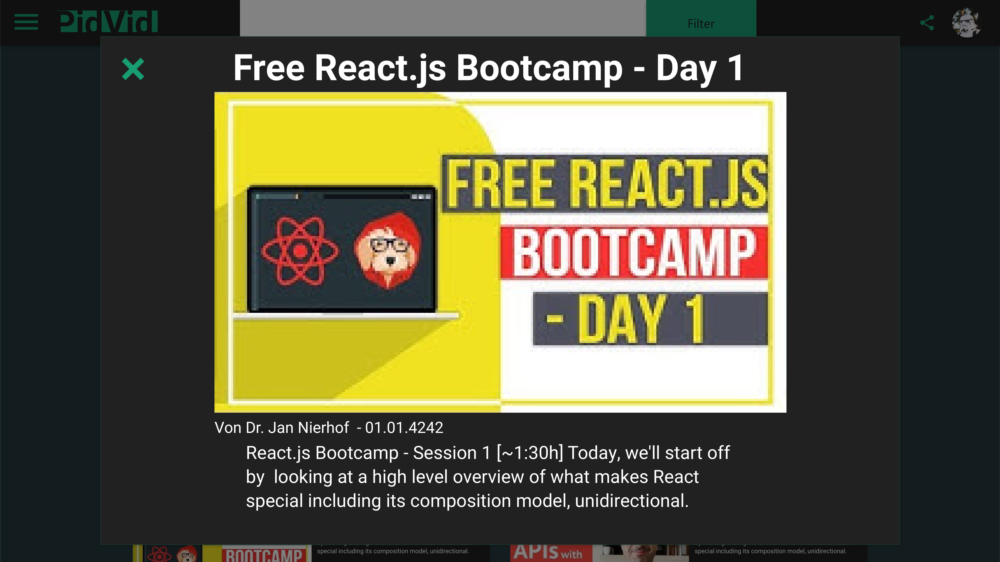 PidVid
Filter
Free React.js Bootcamp - Day 1
FREE REACT.JS
BOOTCAMP
- DAY 1
Von Dr. Jan Nierhof  - 01.01.4242
React.js Bootcamp - Session 1 [~1:30h] Today, we'll start off
by  looking at a high level overview of what makes React
special including its composition model, unidirectional.
BOOTCAMP
special including its composition model, unidirectional.
APIs with
special including its composition model, unidirectional.